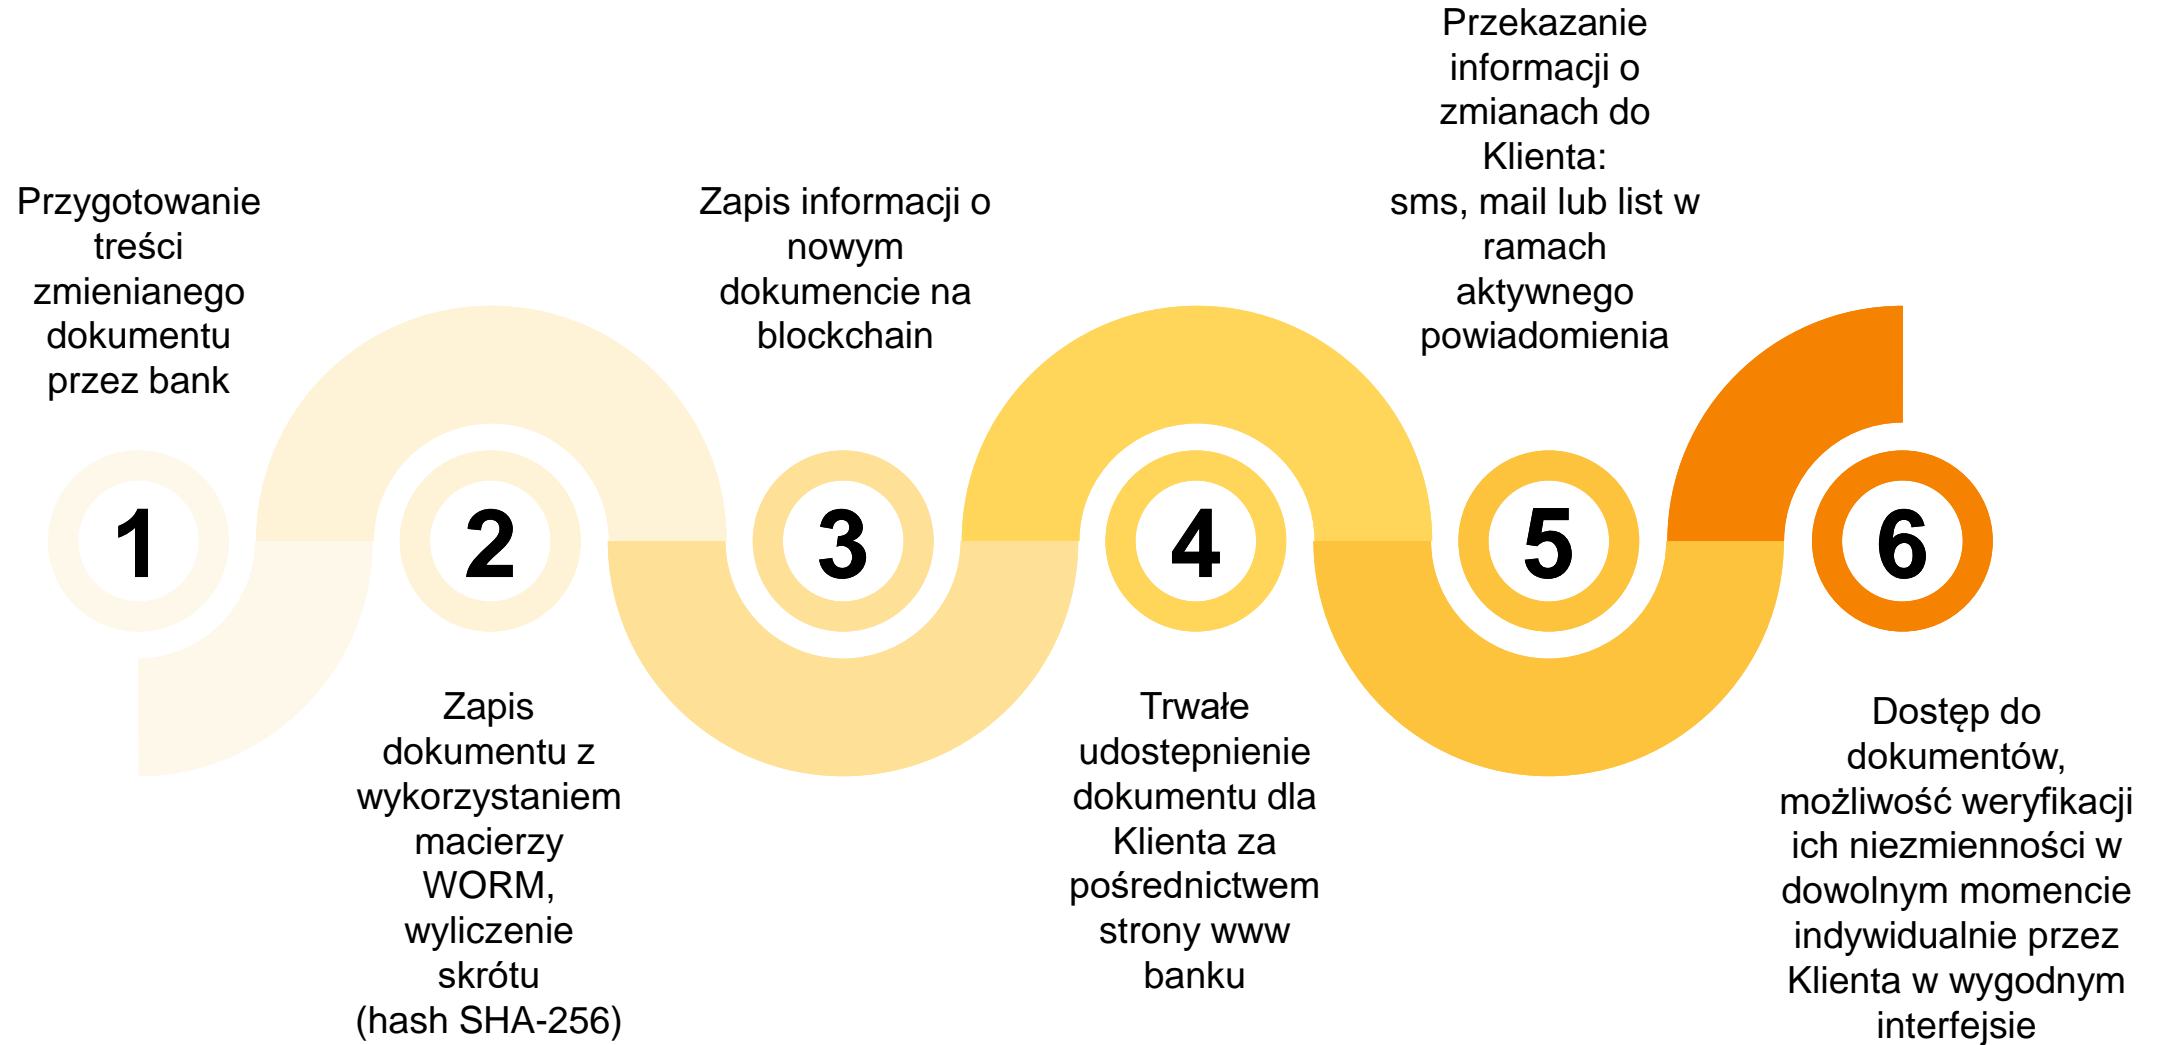 Przygotowanie
treści
zmienianego
dokumentu
przez bank
1
Zapis
dokumentu z
wykorzystaniem
macierzy
WORM,
wyliczenie
skrótu
(hash SHA-256)
2
Zapis informacji o
nowym
dokumencie na
blockchain
3
Trwałe
udostepnienie
dokumentu dla
Klienta za
pośrednictwem
strony www
banku
4
Przekazanie
informacji o
zmianach do
Klienta:
sms, mail lub list w
ramach
aktywnego
powiadomienia
5
Dostęp do
dokumentów,
możliwość weryfikacji
ich niezmienności w
dowolnym momencie
indywidualnie przez
Klienta w wygodnym
interfejsie
6